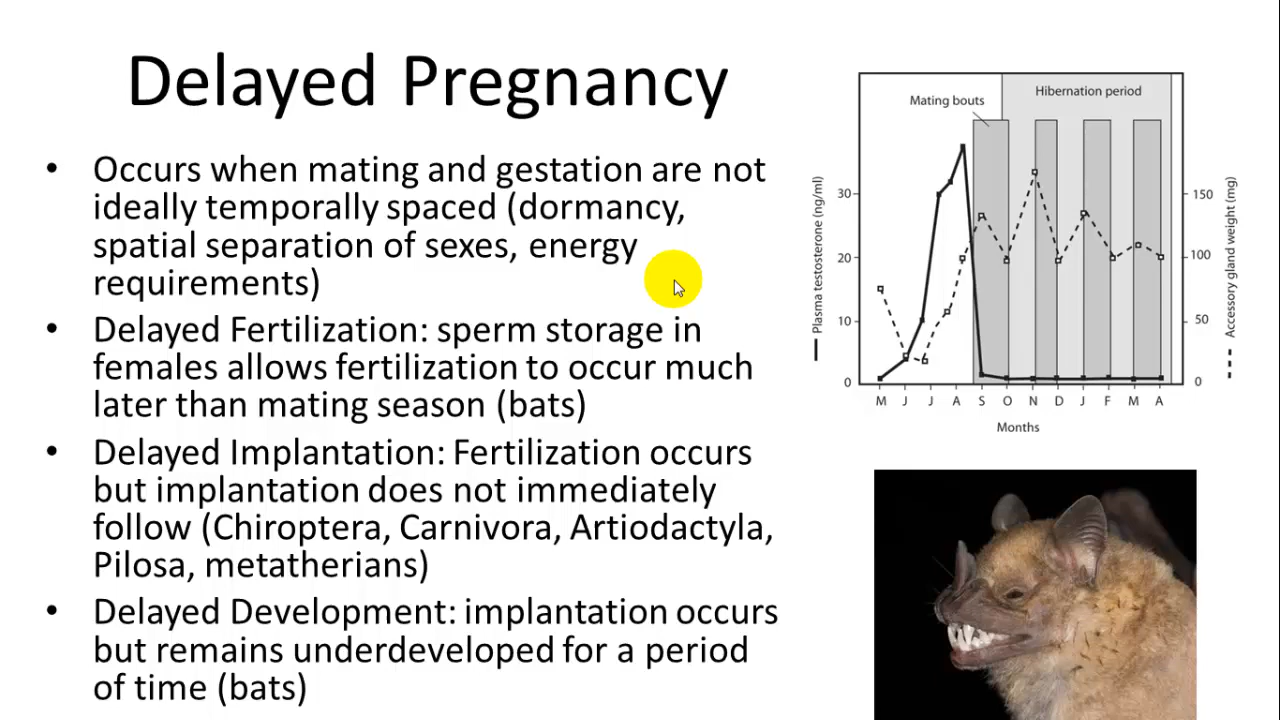 Delayed Pregnancy
• Occurs when mating and gestation are not
ideally temporally spaced (dormancy,
spatial separation of sexes, energy
requirements)
• Delayed Fertilization: sperm storage in
females allows fertilization to occur much
later than mating season (bats)
• Delayed Implantation: Fertilization occurs
but implantation does not immediately
follow (Chiroptera, Carnivora, Artiodactyla,
Pilosa, metatherians)
• Delayed Development: implantation occurs
but remains underdeveloped for a period
of time (bats)
Mating bouts
Hibernation period
Plasma testosterone (ng/ml)
30
20
10
0
150
100
50
0
Accessory gland weight (mg)
M J J A S O N D J F M A
Months